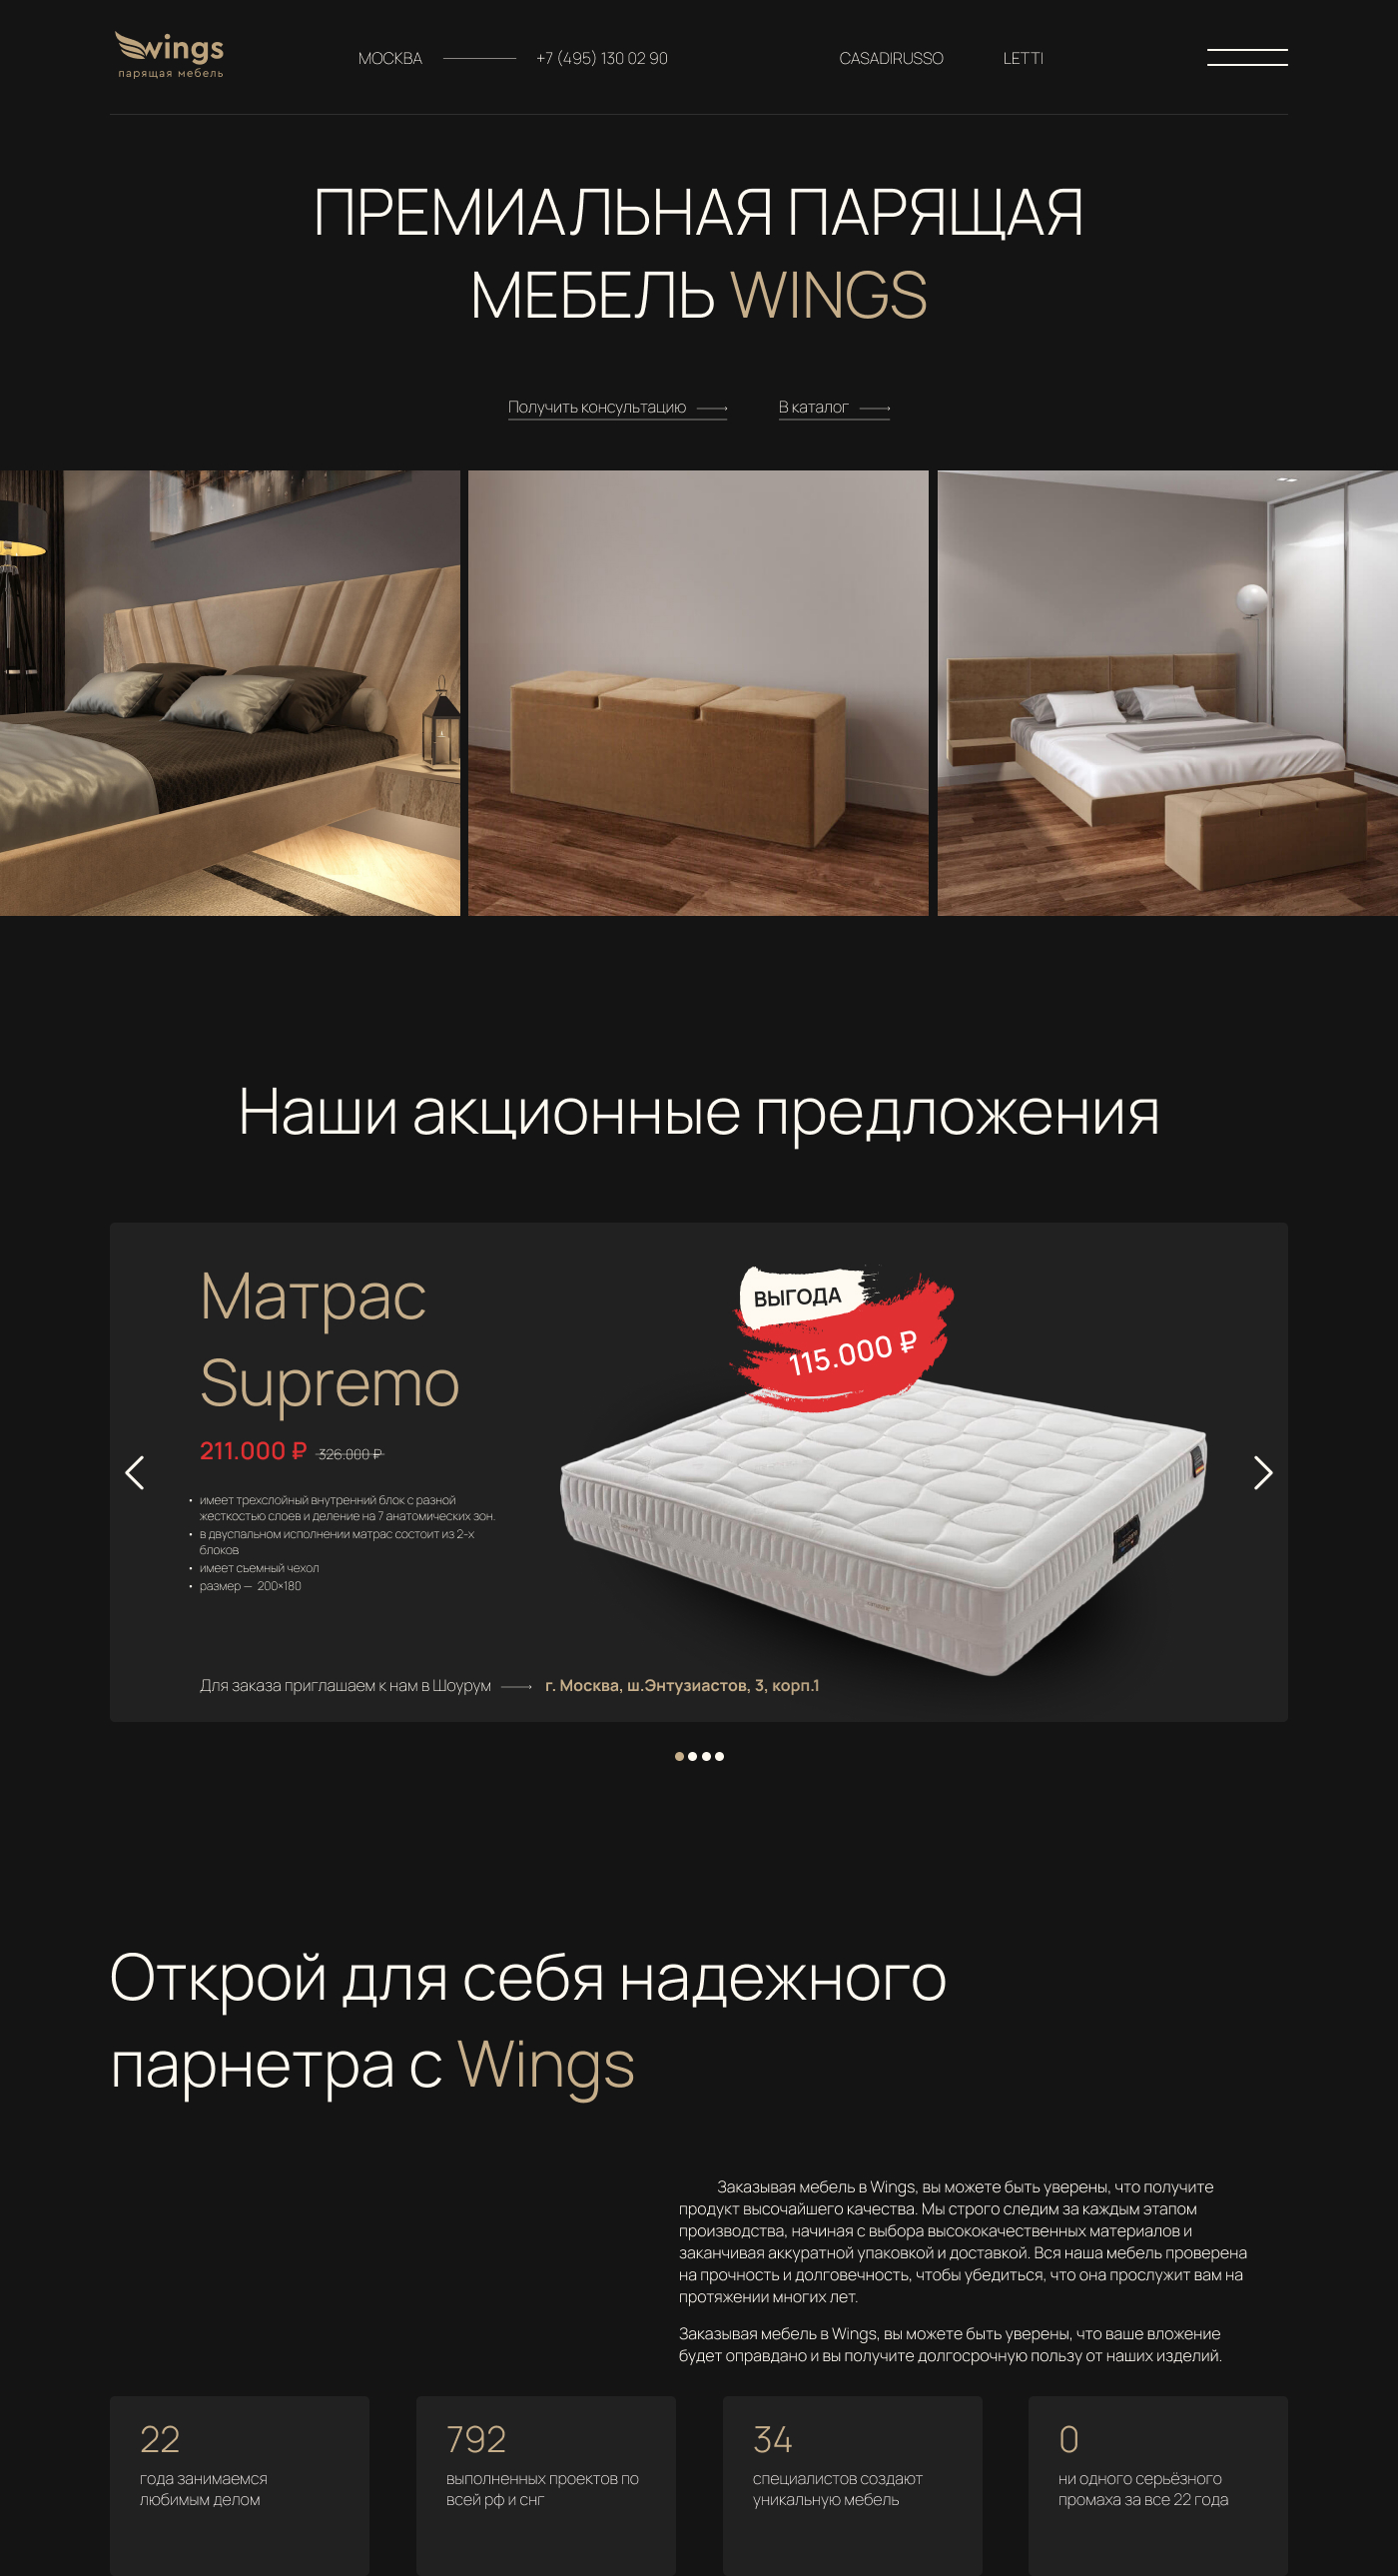 wings
парящая мебель
МОСКВА
+7 (495) 130 02 90
CASADIRUSSO
LETTI
ПРЕМИАЛЬНАЯ ПАРЯЩАЯ
МЕБЕЛЬ WINGS
Получить консультацию
В каталог
Наши акционные предложения
Матрас
Supremo
211.000 ₽ 326.000 ₽
• имеет трехслойный внутренний блок с разной
жесткостью слоев и деление на 7 анатомических зон.
• в двуспальном исполнении матрас состоит из 2-х
блоков
• имеет съемный чехол
• размер — 200×180
ВЫГОДА
115.000 ₽
Для заказа приглашаем к нам в Шоурум
г. Москва, ш.Энтузиастов, 3, корп.1
Открой для себя надежного
парнетра с Wings
Заказывая мебель в Wings, вы можете быть уверены, что получите
продукт высочайшего качества. Мы строго следим за каждым этапом
производства, начиная с выбора высококачественных материалов и
заканчивая аккуратной упаковкой и доставкой. Вся наша мебель проверена
на прочность и долговечность, чтобы убедиться, что она прослужит вам на
протяжении многих лет.
Заказывая мебель в Wings, вы можете быть уверены, что ваше вложение
будет оправдано и вы получите долгосрочную пользу от наших изделий.
22
года занимаемся
любимым делом
792
выполненных проектов по
всей рф и снг
34
специалистов создают
уникальную мебель
0
ни одного серьёзного
промаха за все 22 года